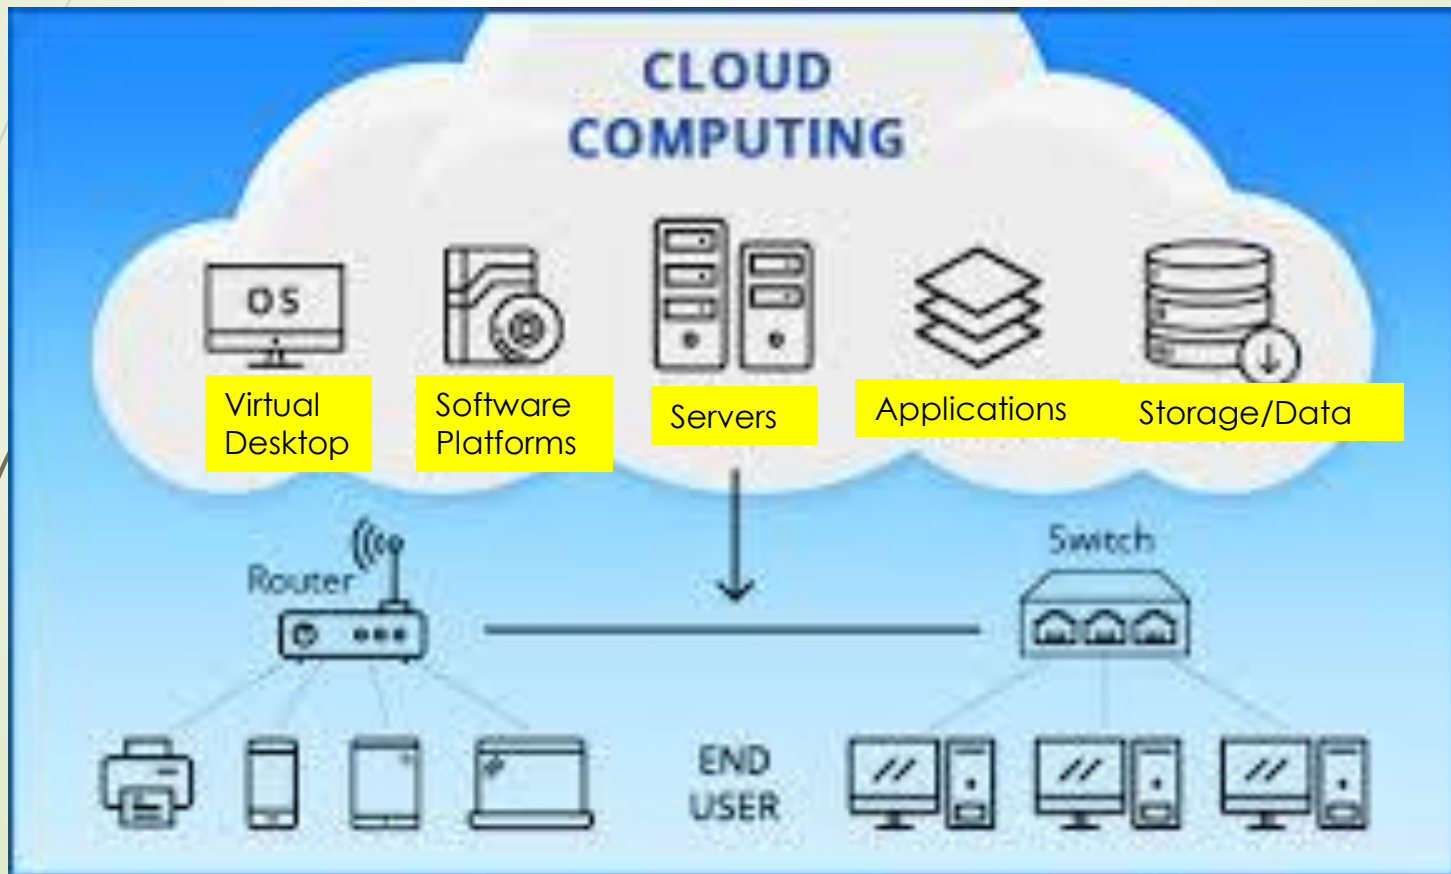 CLOUD
COMPUTING
OS
Virtual
Desktop
Software
Platforms
Servers
Applications
Storage/Data
Router
Switch
END
USER